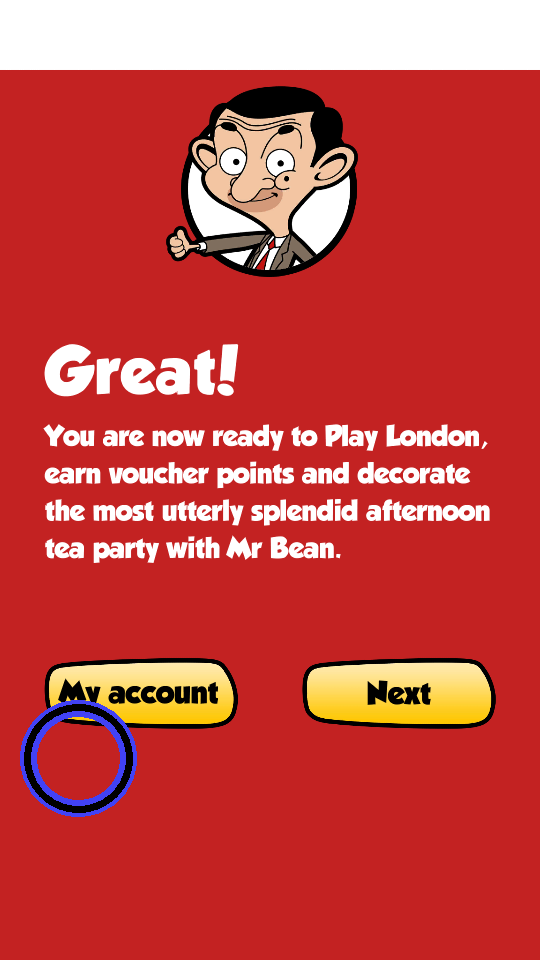 Great!
You are now ready to Play London,
earn voucher points and decorate
the most utterly splendid afternoon
tea party with Mr Bean.
My account
Next